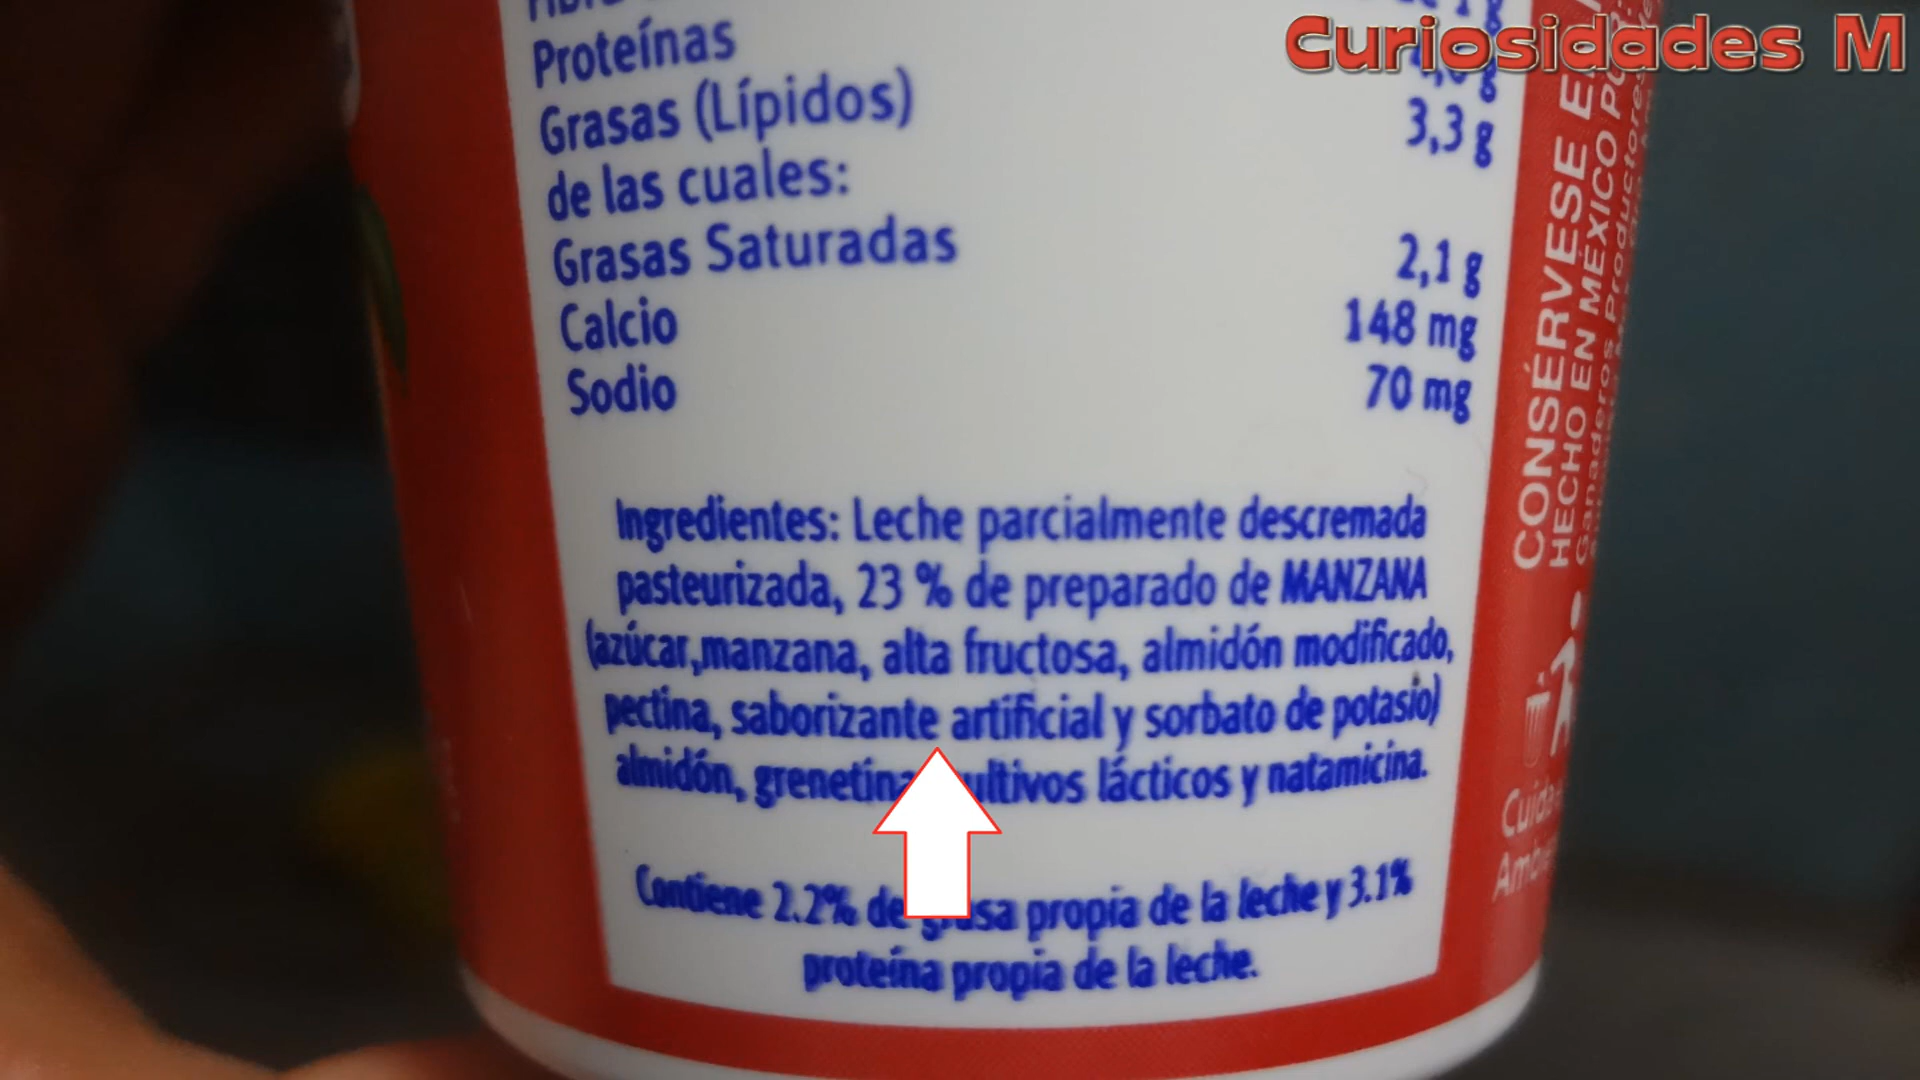 Curiosidades M
Proteínas
Grasas (Lípidos) 3,3 g
de las cuales:
Grasas Saturadas 2,1 g
Calcio 148 mg
Sodio 70 mg
Ingredientes: Leche parcialmente descremada
pasteurizada, 23 % de preparado de MANZANA
(azúcar,manzana, alta fructosa, almidón modificado,
pectina, saborizante artificial y sorbato de potasio)
almidón, grenetina ultivos lácticos y natamicina.
Contiene 2.2% de grasa propia de la leche y 3.1%
proteína propia de la leche.
CONSÉRVESE
HECHO EN MÉXICO
Ganaderos Productores